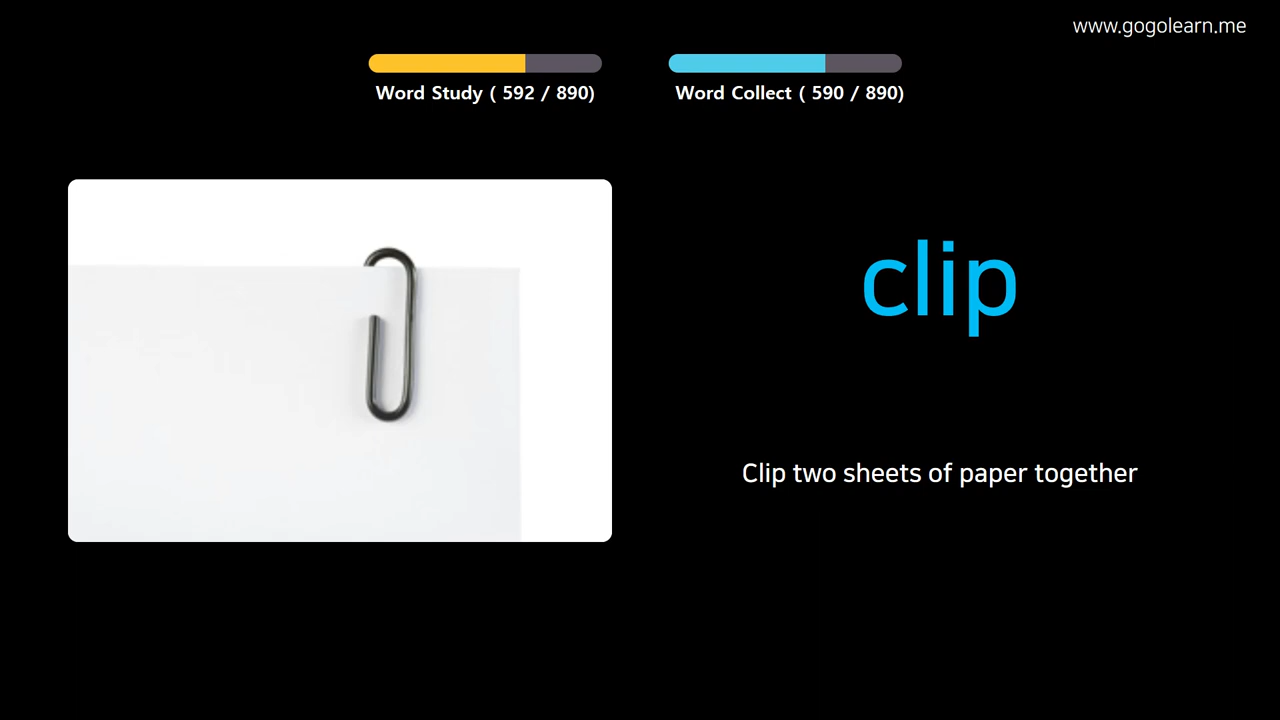 www.gogolearn.me
Word Study ( 592 / 890)
Word Collect ( 590 / 890)
clip
Clip two sheets of paper together